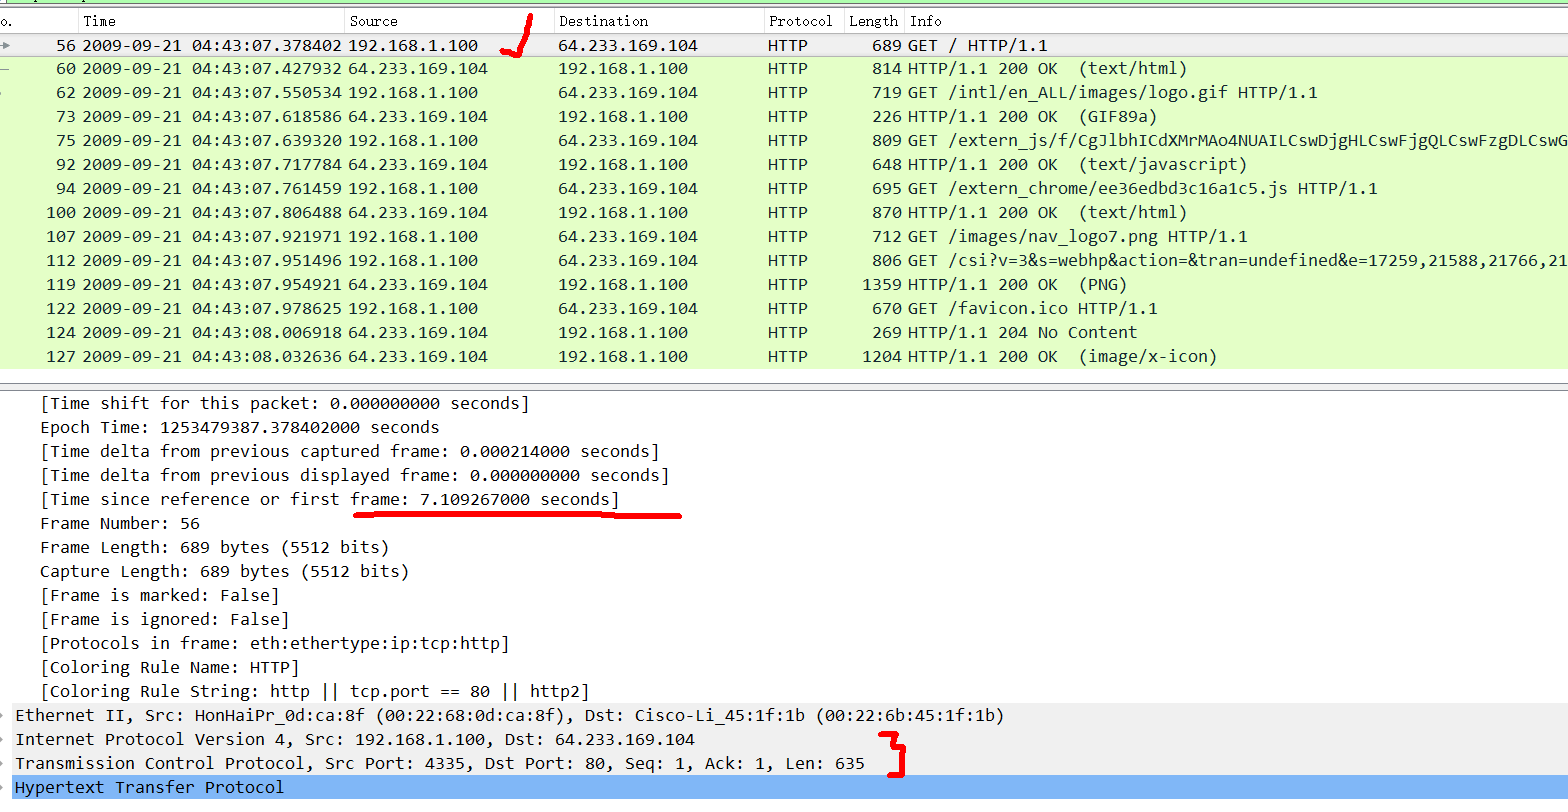 o. Time Source Destination Protocol Length Info
56 2009-09-21 04:43:07.378402 192.168.1.100 64.233.169.104 HTTP 689 GET / HTTP/1.1
60 2009-09-21 04:43:07.427932 64.233.169.104 192.168.1.100 HTTP 814 HTTP/1.1 200 OK (text/html)
62 2009-09-21 04:43:07.550534 192.168.1.100 64.233.169.104 HTTP 719 GET /intl/en_ALL/images/logo.gif HTTP/1.1
73 2009-09-21 04:43:07.618586 64.233.169.104 192.168.1.100 HTTP 226 HTTP/1.1 200 OK (GIF89a)
75 2009-09-21 04:43:07.639320 192.168.1.100 64.233.169.104 HTTP 809 GET /extern_js/f/CgJlbhICdXMrMAo4NUAILCswDjgHLCswFjgQLCswFzgDLCswG
92 2009-09-21 04:43:07.717784 64.233.169.104 192.168.1.100 HTTP 648 HTTP/1.1 200 OK (text/javascript)
94 2009-09-21 04:43:07.761459 192.168.1.100 64.233.169.104 HTTP 695 GET /extern_chrome/ee36edbd3c16a1c5.js HTTP/1.1
100 2009-09-21 04:43:07.806488 64.233.169.104 192.168.1.100 HTTP 870 HTTP/1.1 200 OK (text/html)
107 2009-09-21 04:43:07.921971 192.168.1.100 64.233.169.104 HTTP 712 GET /images/nav_logo7.png HTTP/1.1
112 2009-09-21 04:43:07.951496 192.168.1.100 64.233.169.104 HTTP 806 GET /csi?v=3&s=webhp&action=&tran=undefined&e=17259,21588,21766,21
119 2009-09-21 04:43:07.954921 64.233.169.104 192.168.1.100 HTTP 1359 HTTP/1.1 200 OK (PNG)
122 2009-09-21 04:43:07.978625 192.168.1.100 64.233.169.104 HTTP 670 GET /favicon.ico HTTP/1.1
124 2009-09-21 04:43:08.006918 64.233.169.104 192.168.1.100 HTTP 269 HTTP/1.1 204 No Content
127 2009-09-21 04:43:08.032636 64.233.169.104 192.168.1.100 HTTP 1204 HTTP/1.1 200 OK (image/x-icon)
[Time shift for this packet: 0.000000000 seconds]
Epoch Time: 1253479387.378402000 seconds
[Time delta from previous captured frame: 0.000214000 seconds]
[Time delta from previous displayed frame: 0.000000000 seconds]
[Time since reference or first frame: 7.109267000 seconds]
Frame Number: 56
Frame Length: 689 bytes (5512 bits)
Capture Length: 689 bytes (5512 bits)
[Frame is marked: False]
[Frame is ignored: False]
[Protocols in frame: eth:ethertype:ip:tcp:http]
[Coloring Rule Name: HTTP]
[Coloring Rule String: http || tcp.port == 80 || http2]
Ethernet II, Src: HonHaiPr_0d:ca:8f (00:22:68:0d:ca:8f), Dst: Cisco-Li_45:1f:1b (00:22:6b:45:1f:1b)
Internet Protocol Version 4, Src: 192.168.1.100, Dst: 64.233.169.104
Transmission Control Protocol, Src Port: 4335, Dst Port: 80, Seq: 1, Ack: 1, Len: 635
Hypertext Transfer Protocol